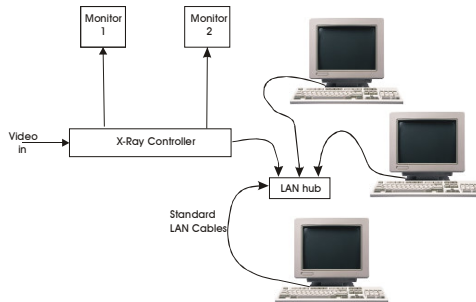 Monitor
1
Monitor
2
Video
in
X-Ray Controller
LAN hub
Standard
LAN Cables